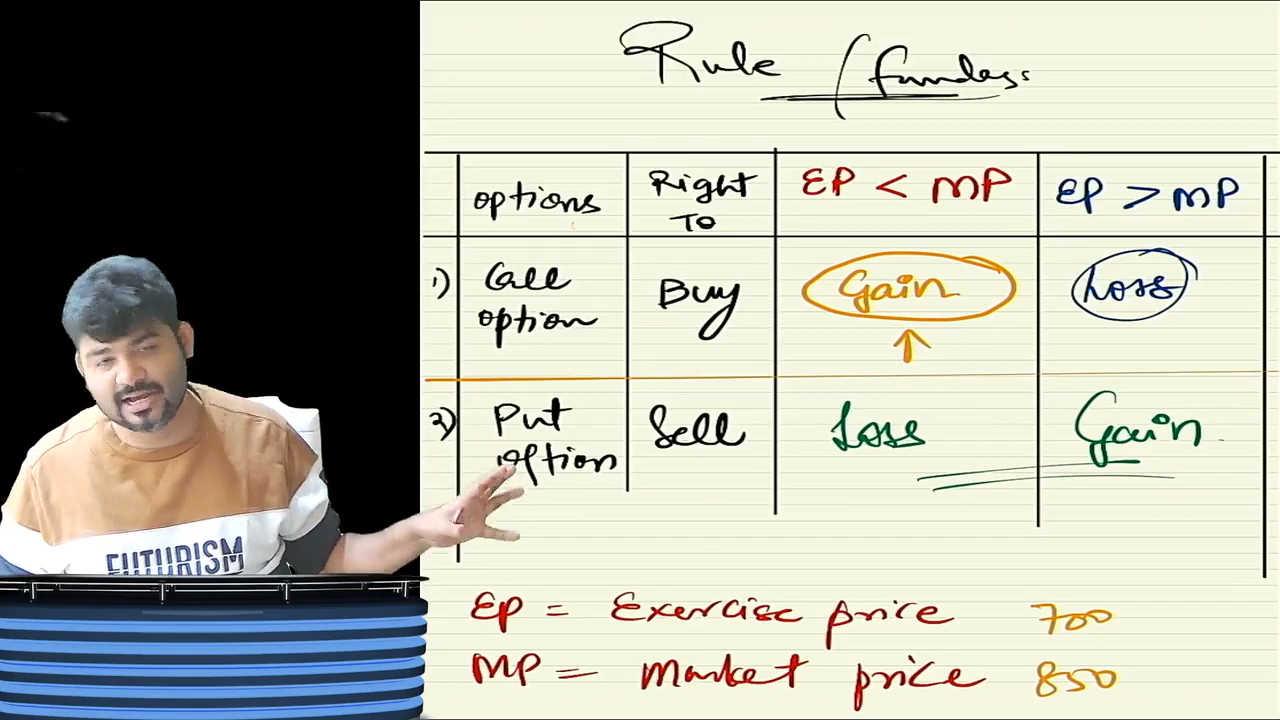 Rule / fundas:
options Right To EP < MP EP > MP
1) Call option Buy Gain Loss
2) Put option Sell Loss Gain
EP = Exercise price 700
MP = Market price 850
FUTURISM